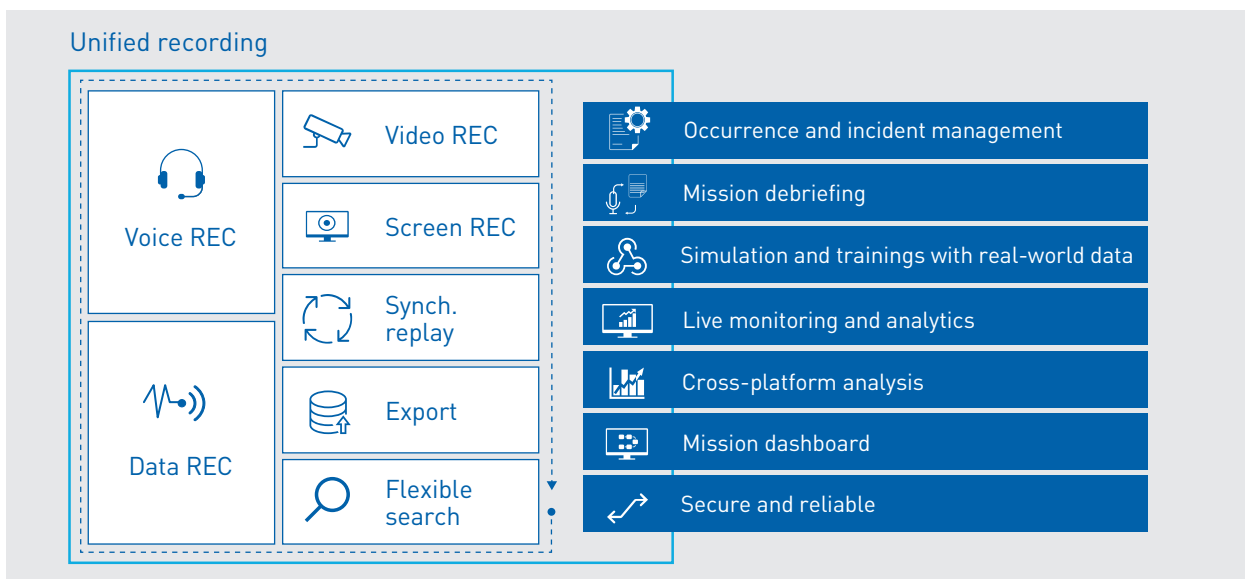 Unified recording
Voice REC
Data REC
Video REC
Screen REC
Synch.
replay
Export
Flexible
search
Occurrence and incident management
Mission debriefing
Simulation and trainings with real-world data
Live monitoring and analytics
Cross-platform analysis
Mission dashboard
Secure and reliable